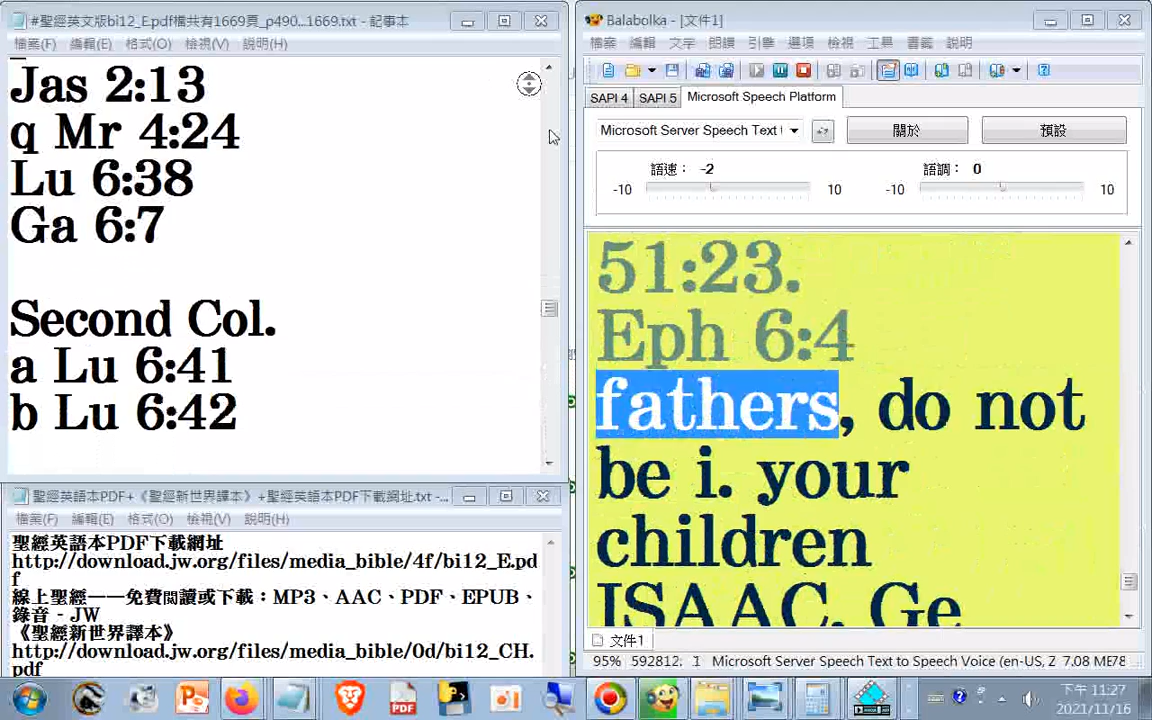 #聖經英文版bi12_E.pdf檔共有1669頁_p490...1669.txt - 記事本
檔案(F) 編輯(E) 格式(O) 檢視(V) 說明(H)
Jas 2:13
q Mr 4:24
Lu 6:38
Ga 6:7
Second Col.
a Lu 6:41
b Lu 6:42
聖經英語本PDF+《聖經新世界譯本》+聖經英語本PDF下載網址.txt -...
檔案(F) 編輯(E) 格式(O) 檢視(V) 說明(H)
聖經英語本PDF下載網址
http://download.jw.org/files/media_bible/4f/bi12_E.pd
f
線上聖經——免費閱讀或下載：MP3、AAC、PDF、EPUB、
錄音 - JW
《聖經新世界譯本》
http://download.jw.org/files/media_bible/0d/bi12_CH.
pdf
Balabolka - [文件1]
檔案 編輯 文字 朗讀 引擎 選項 檢視 工具 書籤 說明
SAPI 4 SAPI 5 Microsoft Speech Platform
Microsoft Server Speech Text 關於 預設
語速： -2 語調： 0
-10 10 -10 10
51:23.
Eph 6:4
fathers, do not
be i. your
children
ISAAC, Ge
文件1
95% 592812: 1 Microsoft Server Speech Text to Speech Voice (en-US, Z 7.08 ME78
下午 11:27
2021/11/16